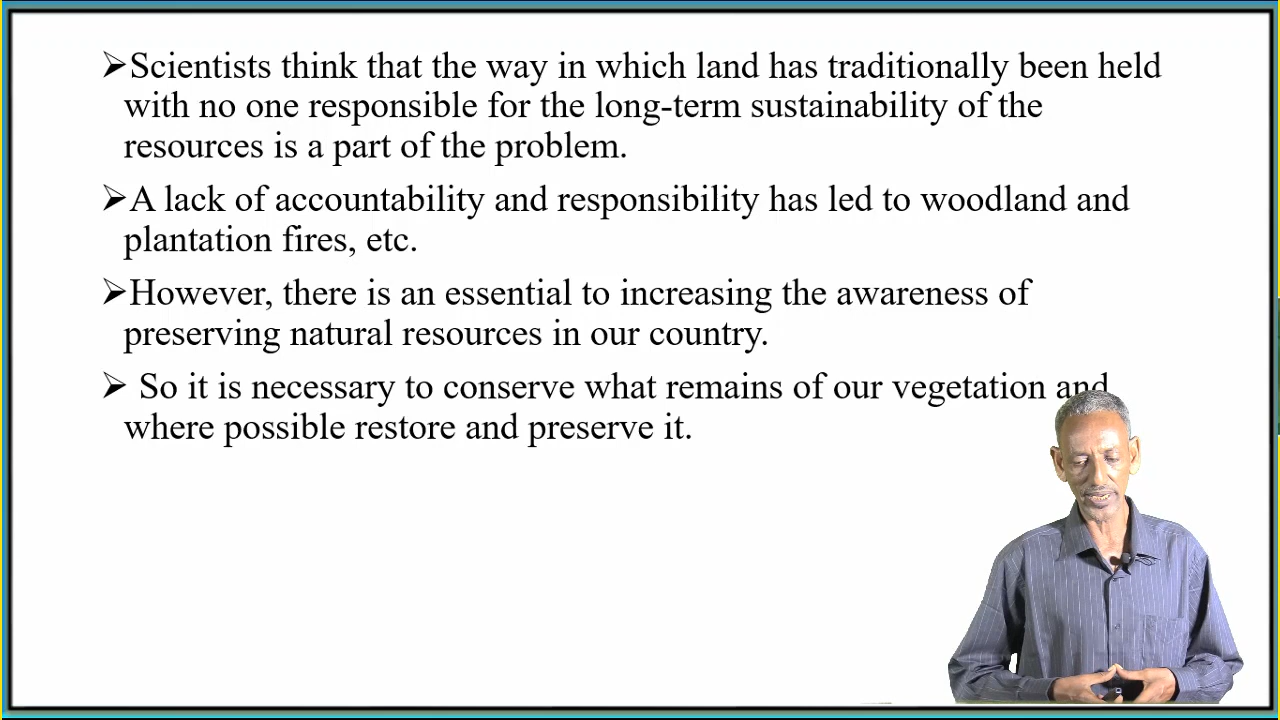 ➢Scientists think that the way in which land has traditionally been held
with no one responsible for the long-term sustainability of the
resources is a part of the problem.
➢A lack of accountability and responsibility has led to woodland and
plantation fires, etc.
➢However, there is an essential to increasing the awareness of
preserving natural resources in our country.
➢ So it is necessary to conserve what remains of our vegetation and
where possible restore and preserve it.